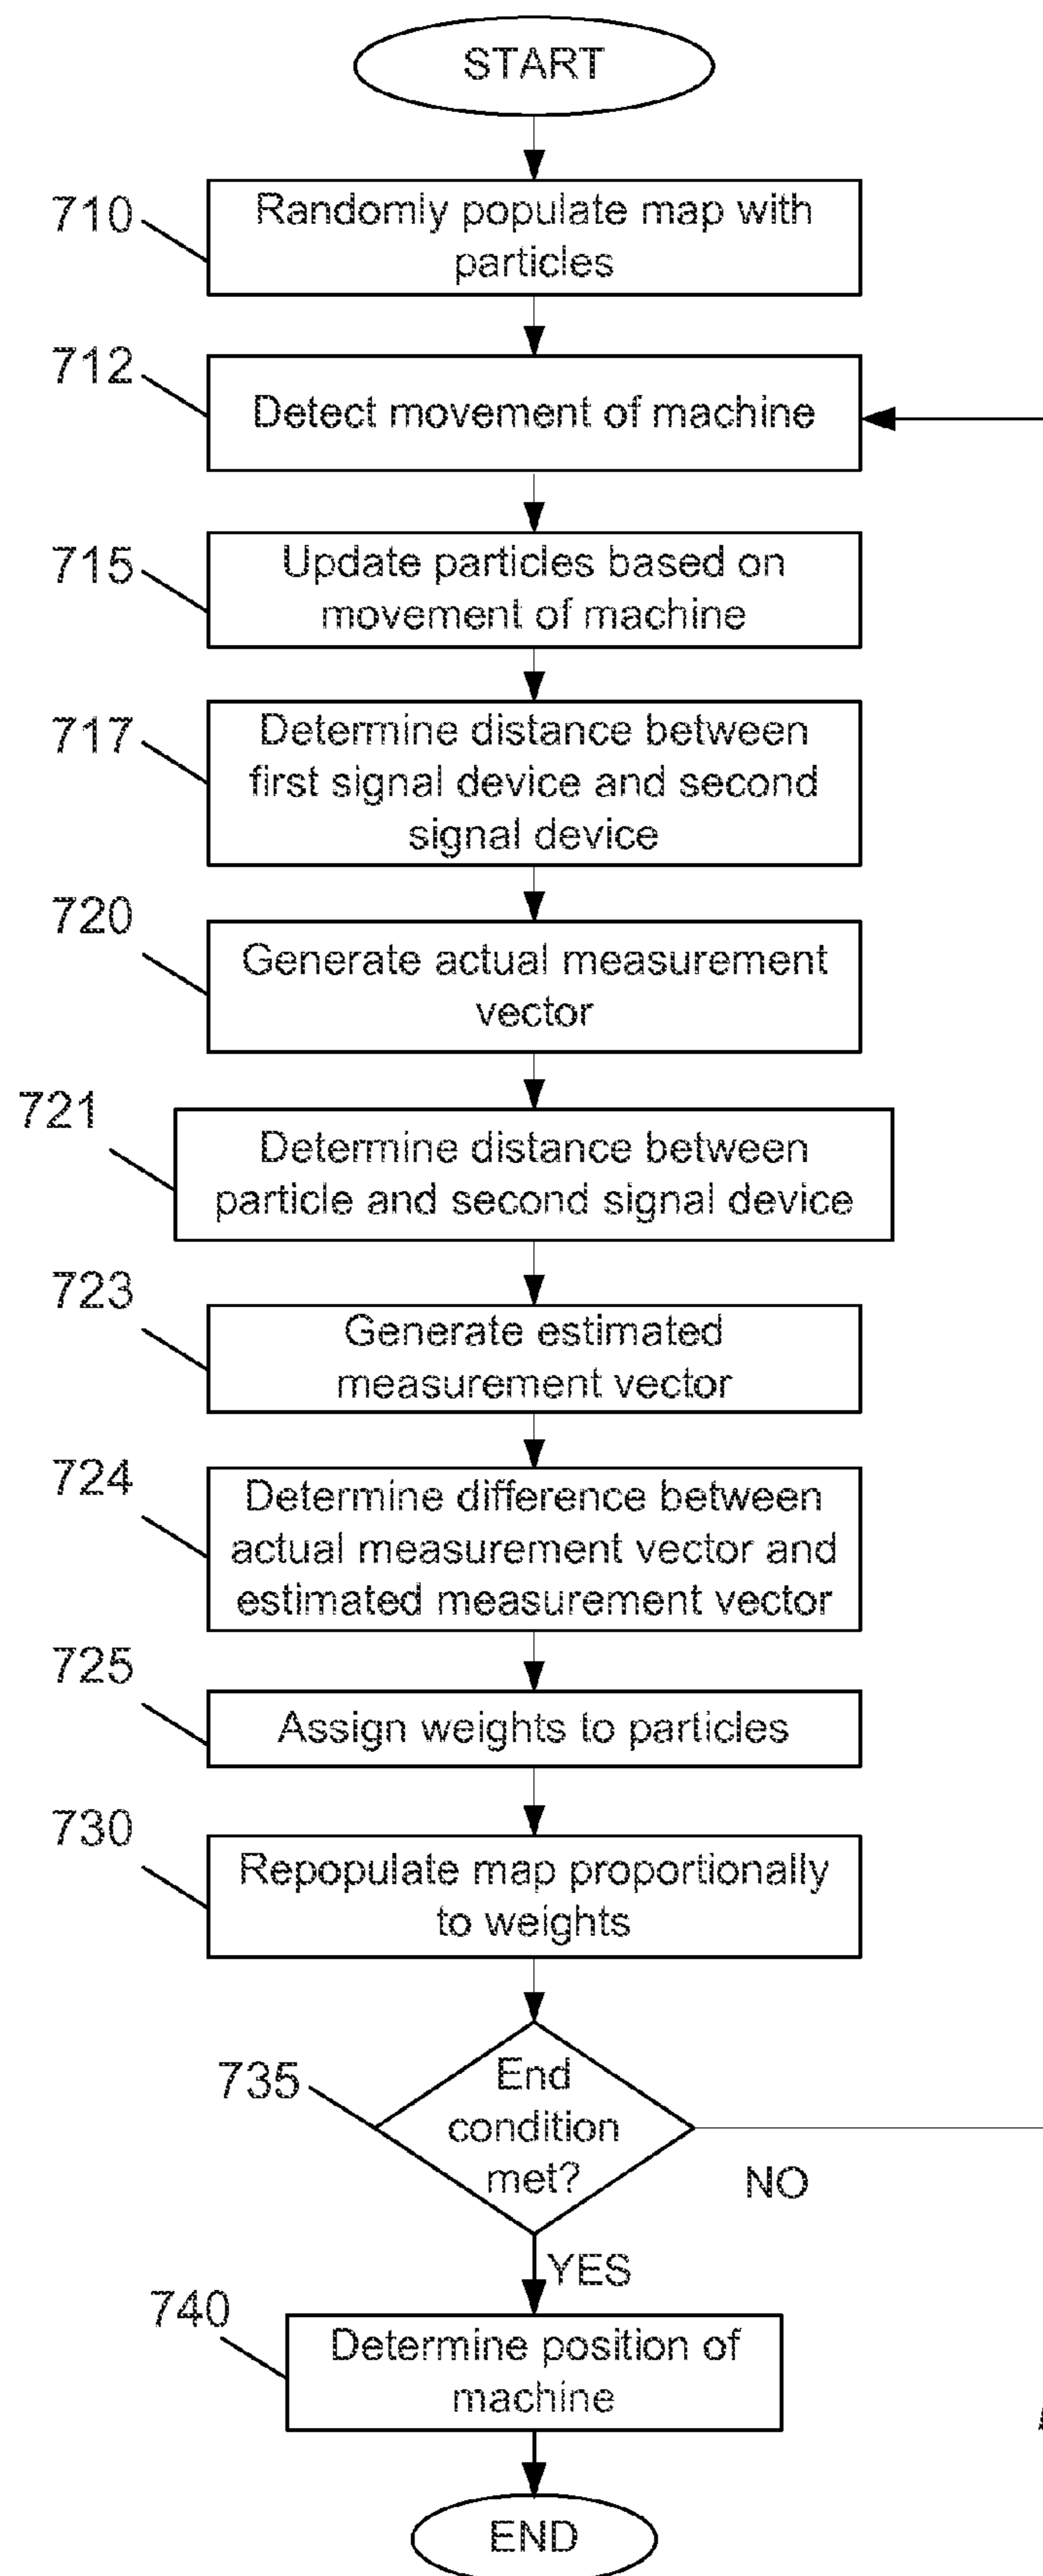 START
710
Randomly populate map with
particles
712
Detect movement of machine
715
Update particles based on
movement of machine
717
Determine distance between
first signal device and second
signal device
720
Generate actual measurement
vector
721
Determine distance between
particle and second signal device
723
Generate estimated
measurement vector
724
Determine difference between
actual measurement vector and
estimated measurement vector
725
Assign weights to particles
730
Repopulate map proportionally
to weights
735
End
condition
met?
NO
YES
740
Determine position of
machine
END